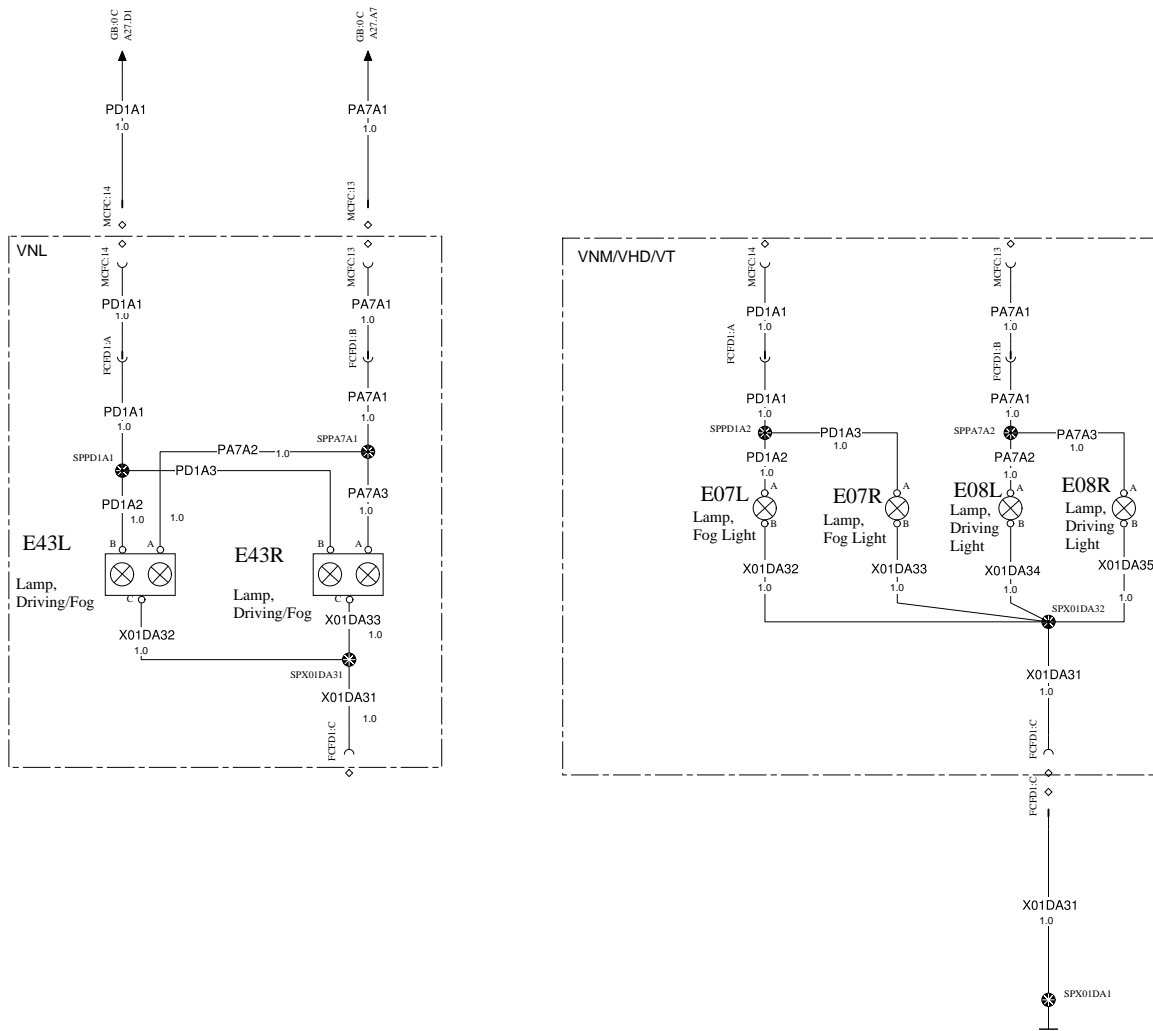 GB:0 C
A27.D1
GB:0 C
A27.A7
PD1A1
1.0
PA7A1
1.0
MCFC:14
MCFC:13
VNL
MCFC:14
MCFC:13
PD1A1
1.0
PA7A1
1.0
FCFD1:A
FCFD1:B
PD1A1
1.0
PA7A1
1.0
SPPA7A1
PA7A2
1.0
SPPD1A1
PD1A3
PD1A2
1.0
1.0
PA7A3
1.0
E43L
B
A
E43R
B
A
Lamp,
Driving/Fog
C
Lamp,
Driving/Fog
C
X01DA32
1.0
X01DA33
1.0
SPX01DA31
X01DA31
1.0
FCFD1:C
VNM/VHD/VT
MCFC:14
MCFC:13
PD1A1
1.0
PA7A1
1.0
FCFD1:A
FCFD1:B
PD1A1
1.0
PA7A1
1.0
SPPD1A2
PD1A3
1.0
SPPA7A2
PA7A3
1.0
PD1A2
1.0
PA7A2
1.0
E07L
A
Lamp,
Fog Light
B
E07R
A
Lamp,
Fog Light
B
E08L
A
Lamp,
Driving
Light
B
E08R
A
Lamp,
Driving
Light
B
X01DA32
1.0
X01DA33
1.0
X01DA34
1.0
X01DA35
1.0
SPX01DA32
X01DA31
1.0
FCFD1:C
FCFD1:C
X01DA31
1.0
SPX01DA1